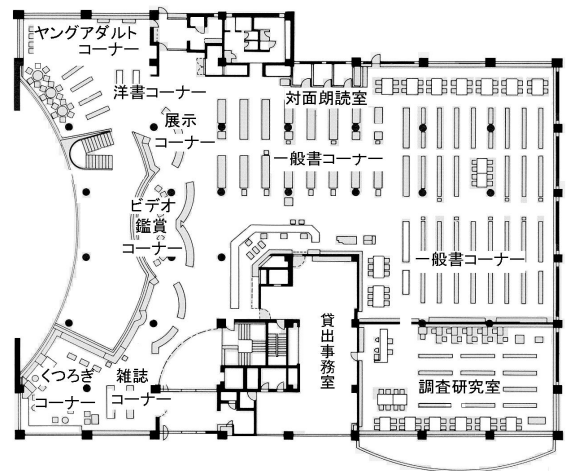 ヤングアダルト
コーナー
洋書コーナー
展示
コーナー
対面朗読室
一般書コーナー
ビデオ
鑑賞
コーナー
一般書コーナー
貸出事務室
くつろぎ
コーナー
雑誌
コーナー
調査研究室